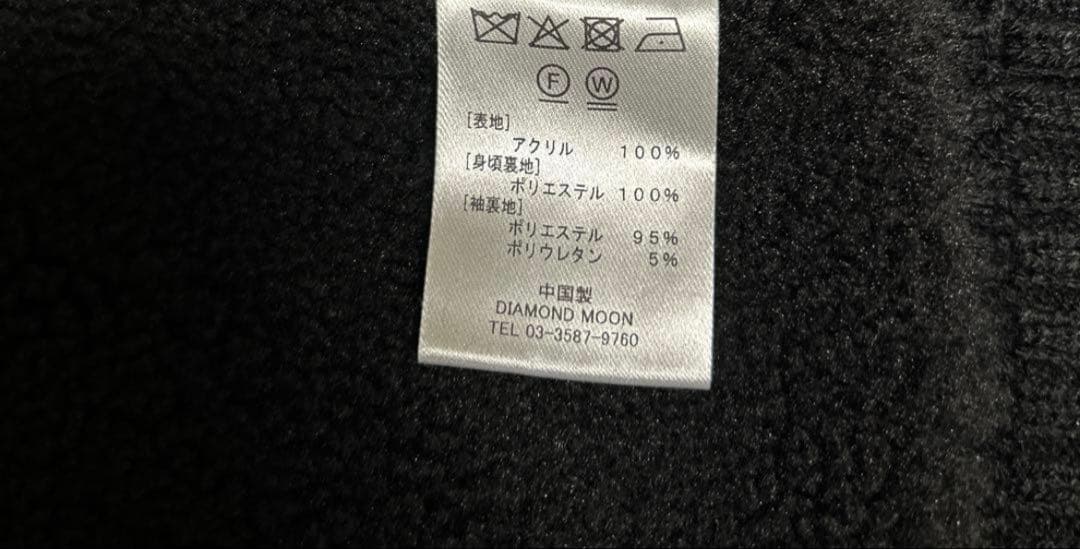 F W
[表地]
アクリル 100%
[身頃裏地]
ポリエステル 100%
[袖裏地]
ポリエステル 95%
ポリウレタン 5%
中国製
DIAMOND MOON
TEL 03-3587-9760